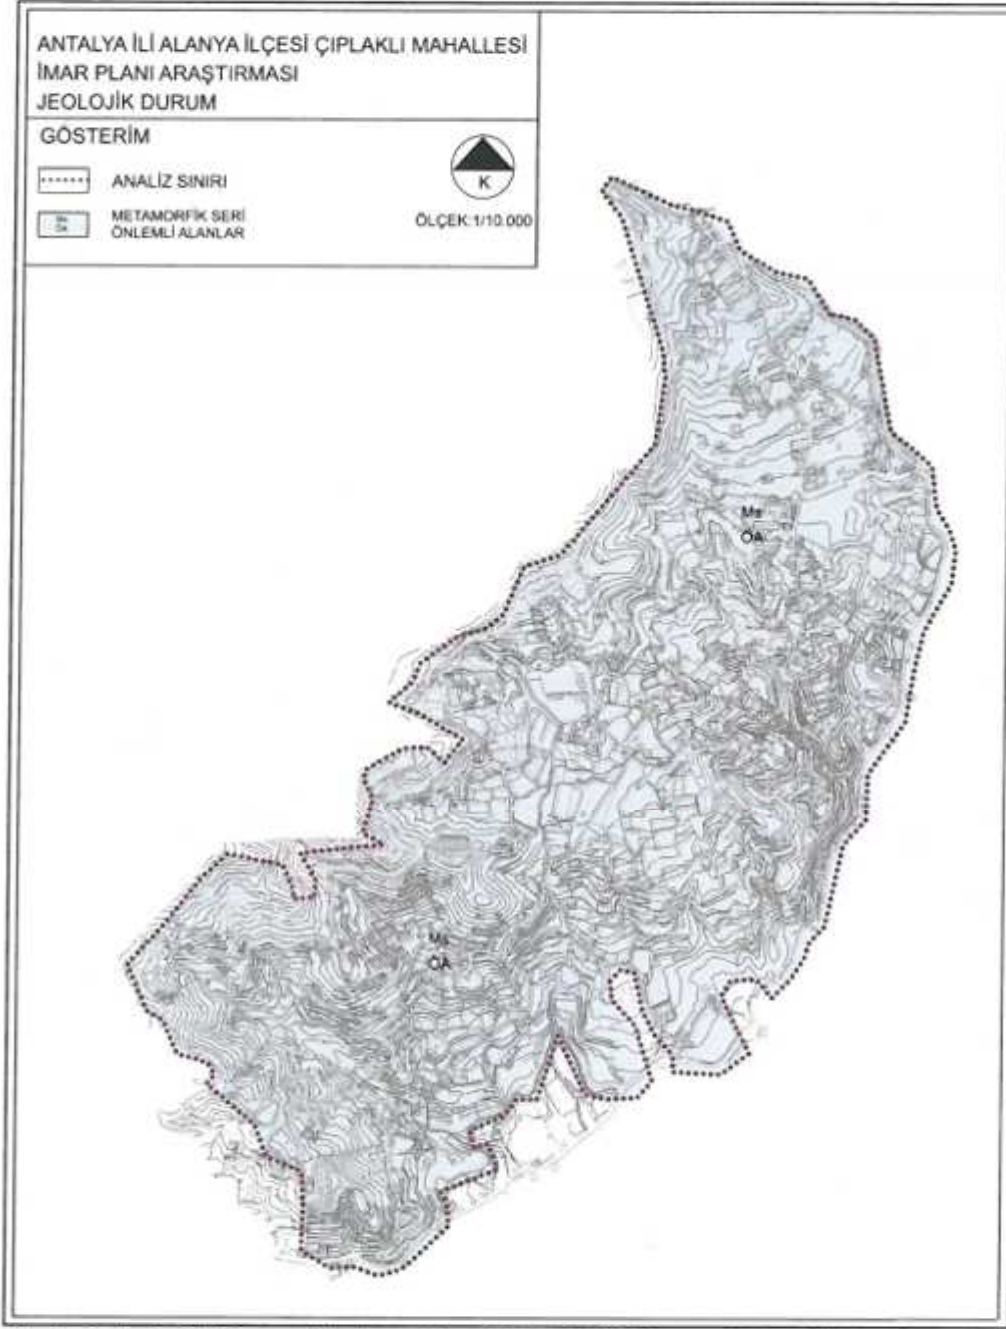 ANTALYA İLİ ALANYA İLÇESİ ÇIPLAKLI MAHALLESİ
İMAR PLANI ARAŞTIRMASI
JEOLOJİK DURUM
GÖSTERİM
ANALİZ SINIRI
K
METAMORFİK SERİ
ÖNLEMLİ ALANLAR
ÖLÇEK:1/10.000
Ms
ÖA
Ms
ÖA